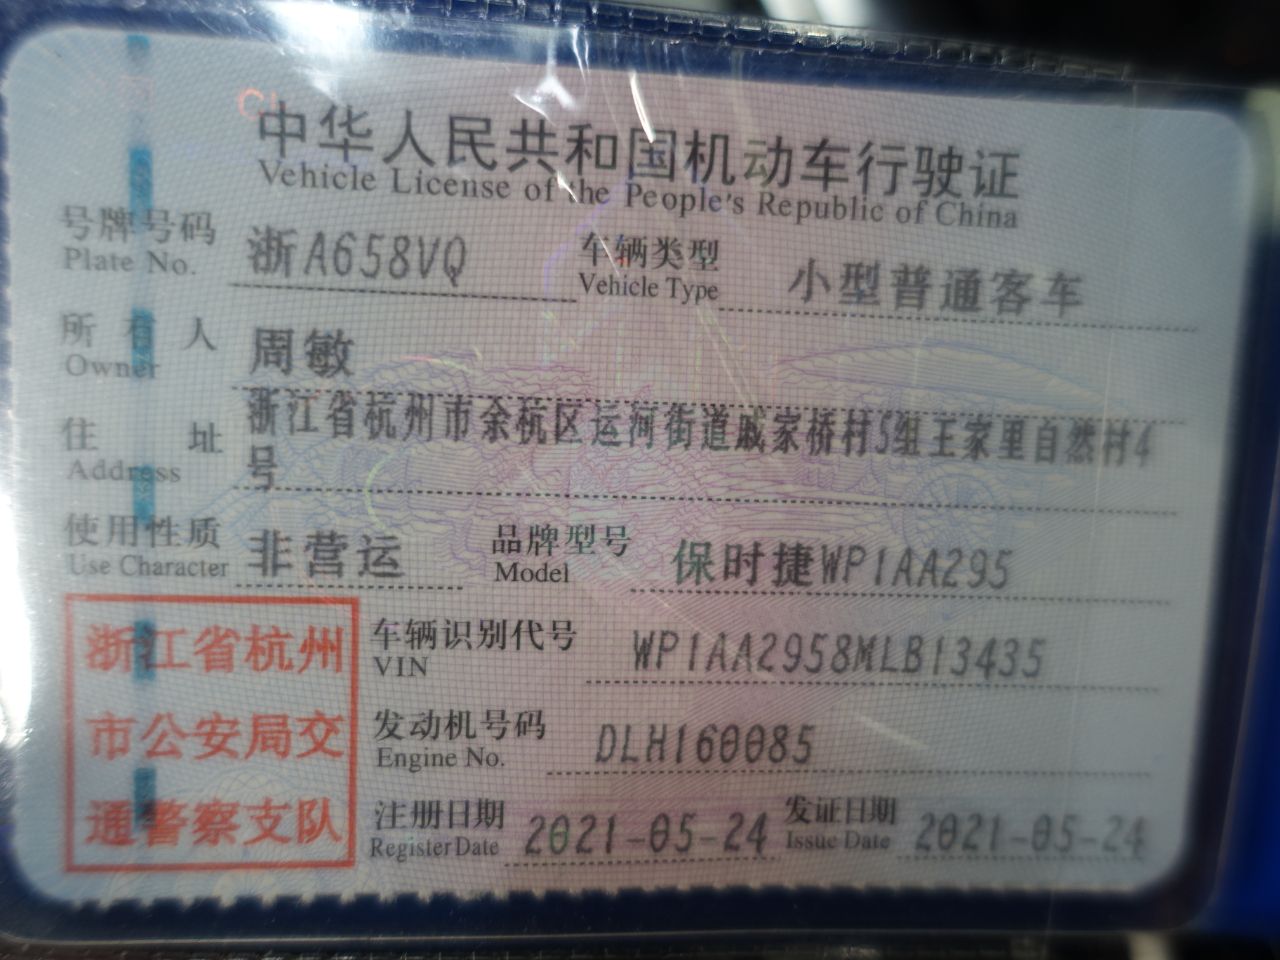 中华人民共和国机动车行驶证
Vehicle License of the People's Republic of China
号牌号码 浙A658VQ 车辆类型 小型普通客车
Plate No. Vehicle Type
所有人 周敏
Owner
住址 浙江省杭州市余杭区运河街道戚家桥村5组王家里自然村4
号
Address
使用性质 非营运 品牌型号 保时捷WP1AA295
Use Character Model
浙江省杭州
市公安局交
通警察支队
车辆识别代号 WP1AA2958MLB13435
VIN
发动机号码 DLH160085
Engine No.
注册日期 2021-05-24 发证日期 2021-05-24
Register Date Issue Date